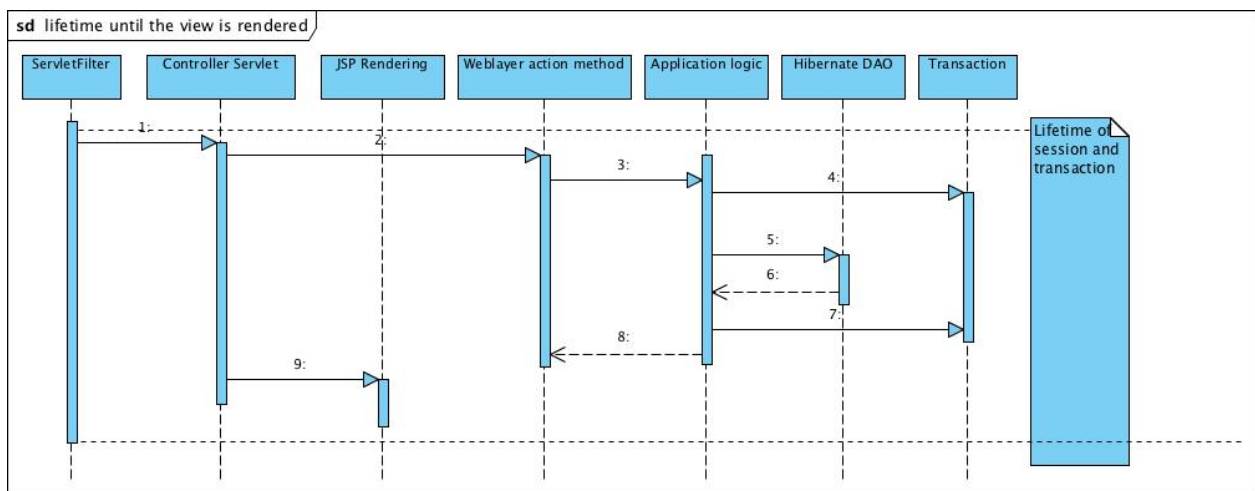 sd lifetime until the view is rendered
ServletFilter
Controller Servlet
JSP Rendering
Weblayer action method
Application logic
Hibernate DAO
Transaction
Lifetime of
session and
transaction
1:
2:
3:
4:
5:
6:
7:
8:
9: